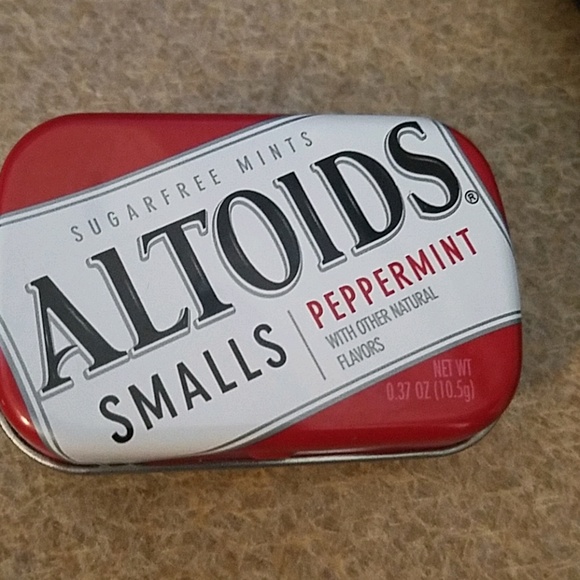 SUGARFREE MINTS
ALTOIDS®
SMALLS
PEPPERMINT
WITH OTHER NATURAL
FLAVORS
NET WT
0.37 OZ (10.5g)